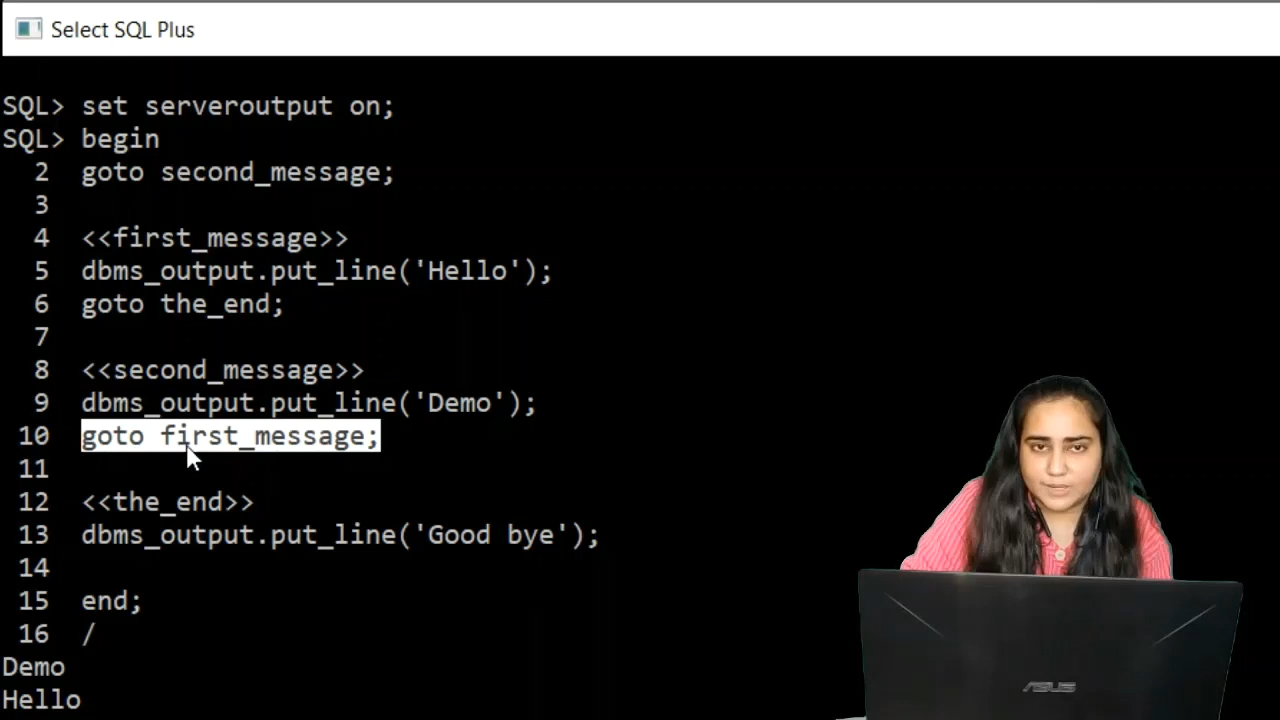 Select SQL Plus
SQL> set serveroutput on;
SQL> begin
2 goto second_message;
3
4 <<first_message>>
5 dbms_output.put_line('Hello');
6 goto the_end;
7
8 <<second_message>>
9 dbms_output.put_line('Demo');
10 goto first_message;
11
12 <<the_end>>
13 dbms_output.put_line('Good bye');
14
15 end;
16 /
Demo
Hello
ASUS